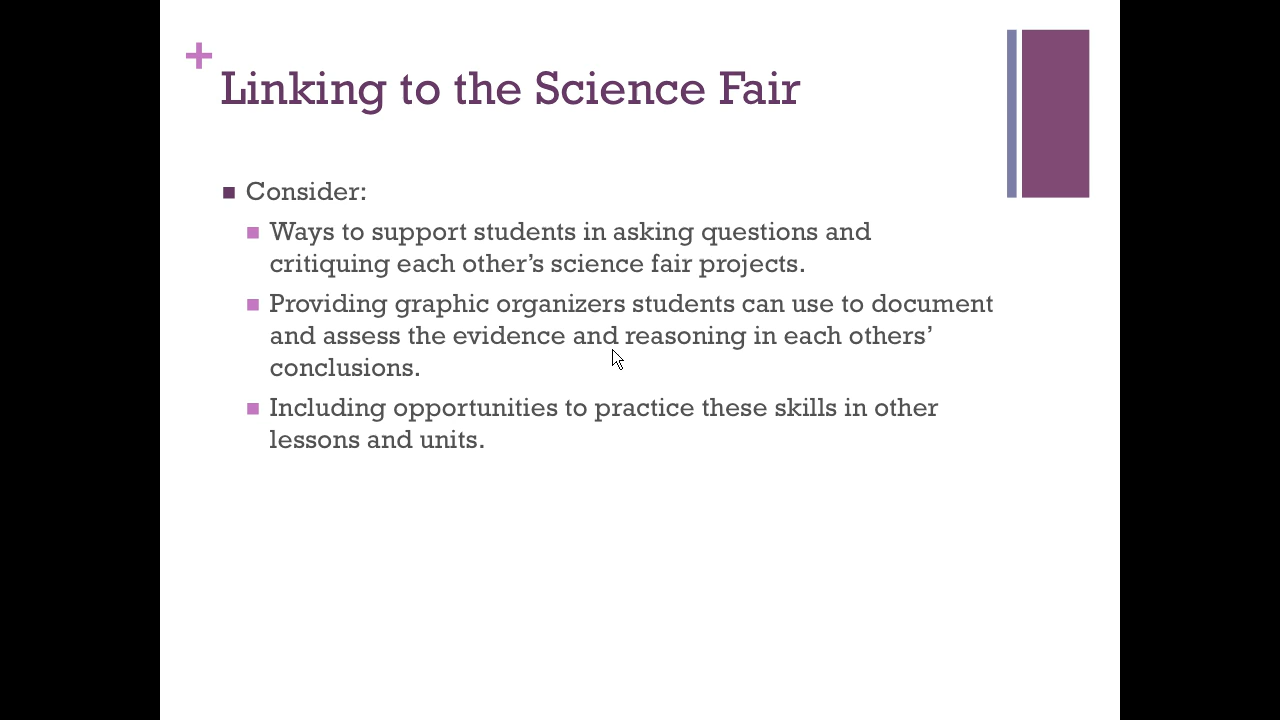 Linking to the Science Fair
Consider:
Ways to support students in asking questions and
critiquing each other’s science fair projects.
Providing graphic organizers students can use to document
and assess the evidence and reasoning in each others’
conclusions.
Including opportunities to practice these skills in other
lessons and units.